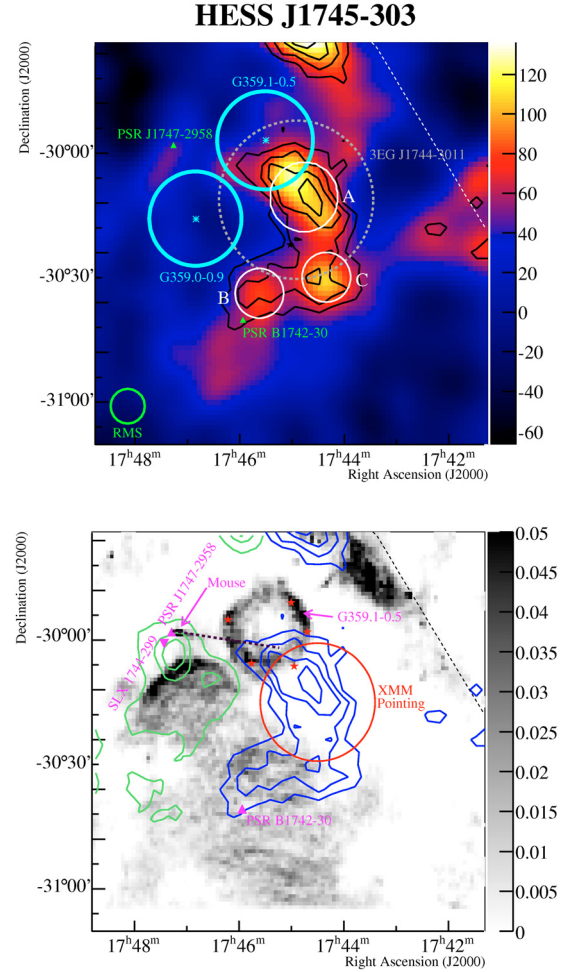 HESS J1745-303
Declination (J2000)
G359.1-0.5
PSR J1747-2958
3EG J1744-3011
A
G359.0-0.9
B
C
PSR B1742-30
RMS
-30°00'
-30°30'
-31°00'
17h48m
17h46m
17h44m
17h42m
Right Ascension (J2000)
120
100
80
60
40
20
0
-20
-40
-60
Declination (J2000)
PSR J1747-2958
Mouse
G359.1-0.5
SLX 1744-299
XMM
Pointing
PSR B1742-30
-30°00'
-30°30'
-31°00'
17h48m
17h46m
17h44m
17h42m
Right Ascension (J2000)
0.05
0.045
0.04
0.035
0.03
0.025
0.02
0.015
0.01
0.005
0